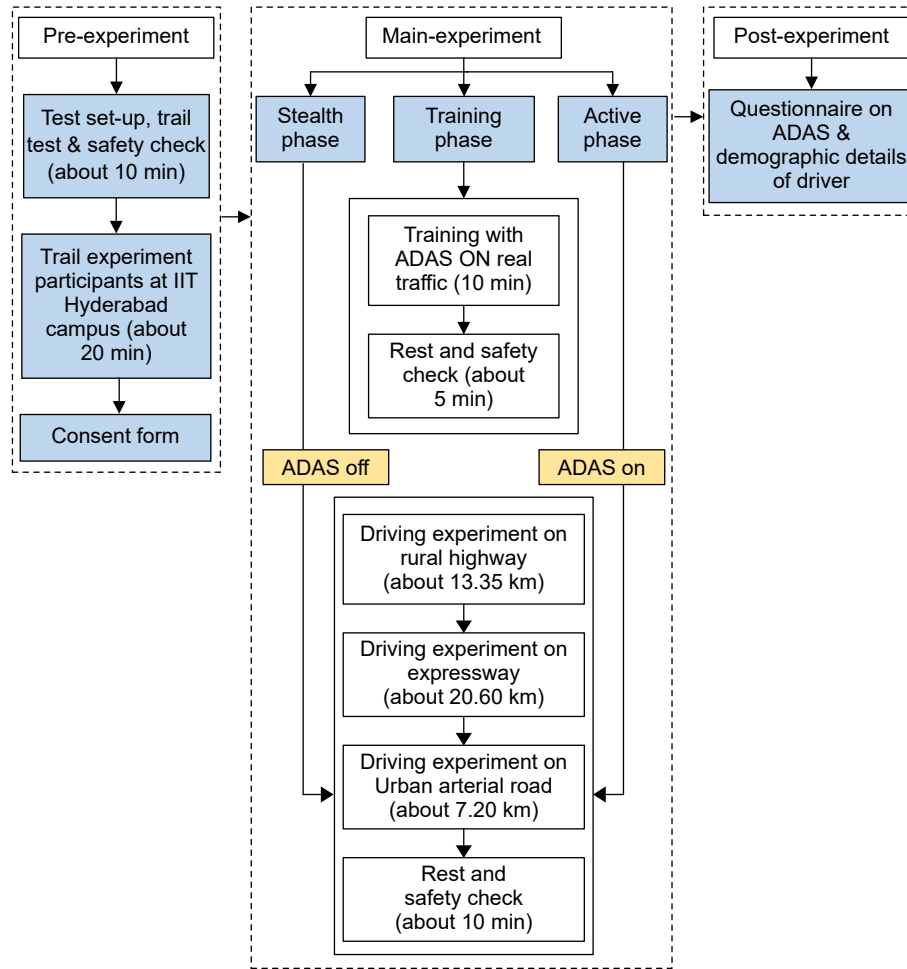 Pre-experiment
Test set-up, trail
test & safety check
(about 10 min)
Trail experiment
participants at IIT
Hyderabad
campus (about
20 min)
Consent form
Main-experiment
Stealth
phase
Training
phase
Active
phase
Training with
ADAS ON real
traffic (10 min)
Rest and safety
check (about
5 min)
ADAS off
ADAS on
Driving experiment on
rural highway
(about 13.35 km)
Driving experiment on
expressway
(about 20.60 km)
Driving experiment on
Urban arterial road
(about 7.20 km)
Rest and
safety check
(about 10 min)
Post-experiment
Questionnaire on
ADAS &
demographic details
of driver